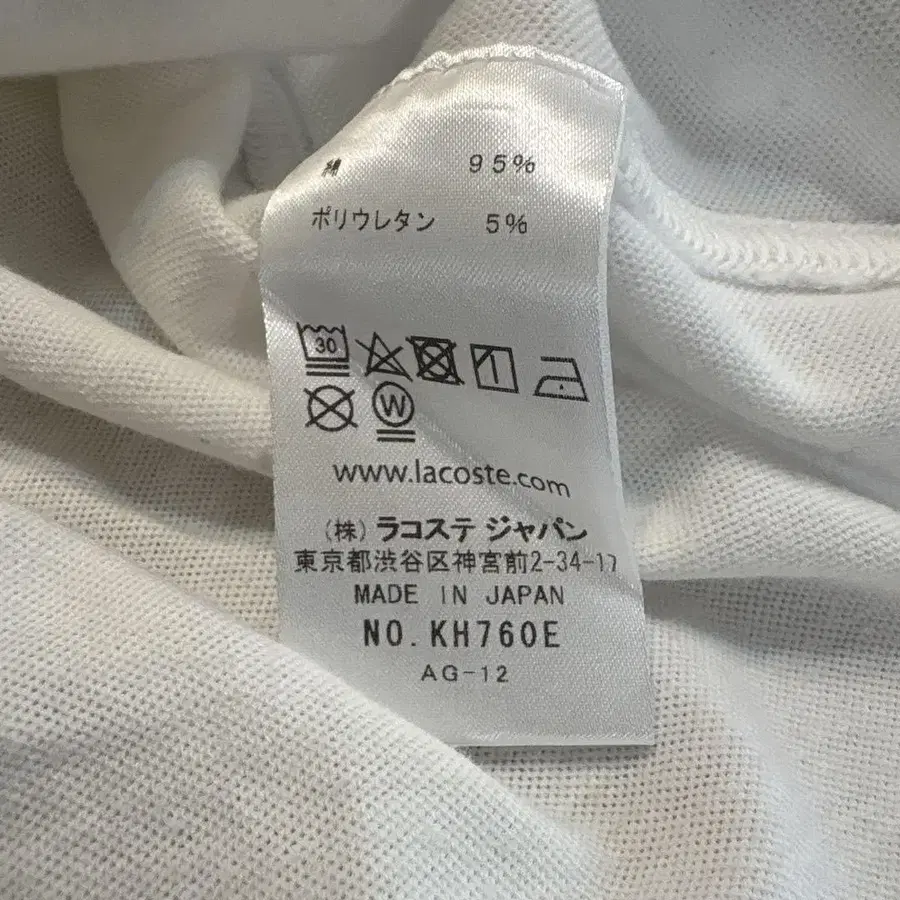 綿 95%
ポリウレタン 5%
30
W
www.lacoste.com
(株) ラコステ ジャパン
東京都渋谷区神宮前2-34-17
MADE IN JAPAN
NO. KH760E
AG-12